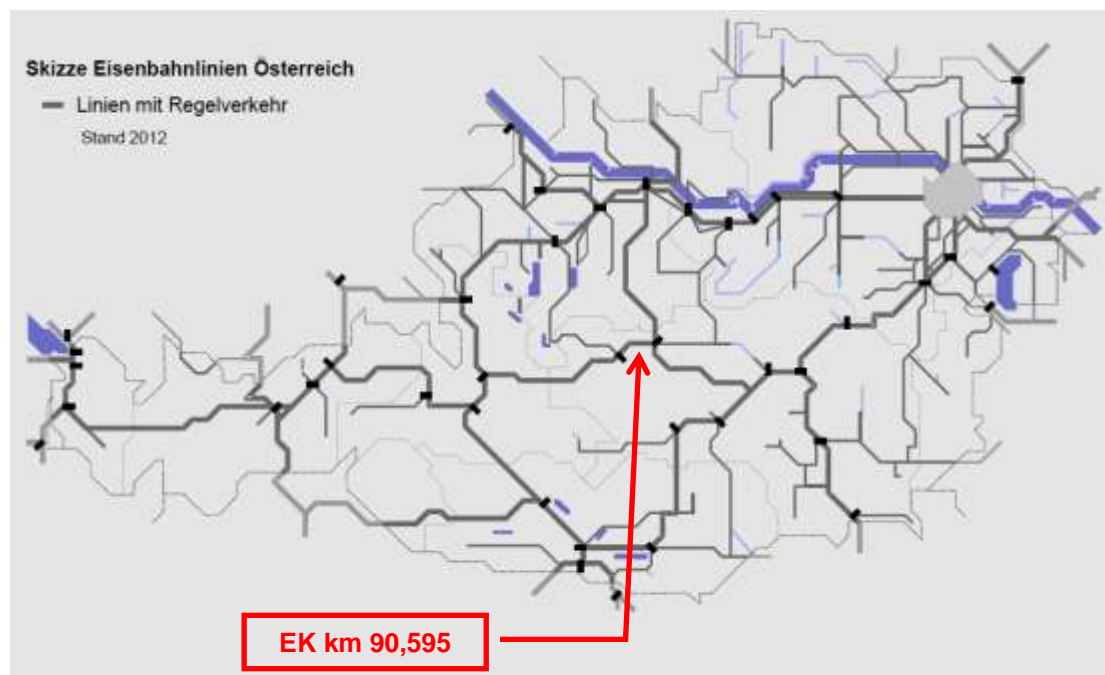 Skizze Eisenbahnlinien Österreich
Linien mit Regelverkehr
Stand 2012
EK km 90,595